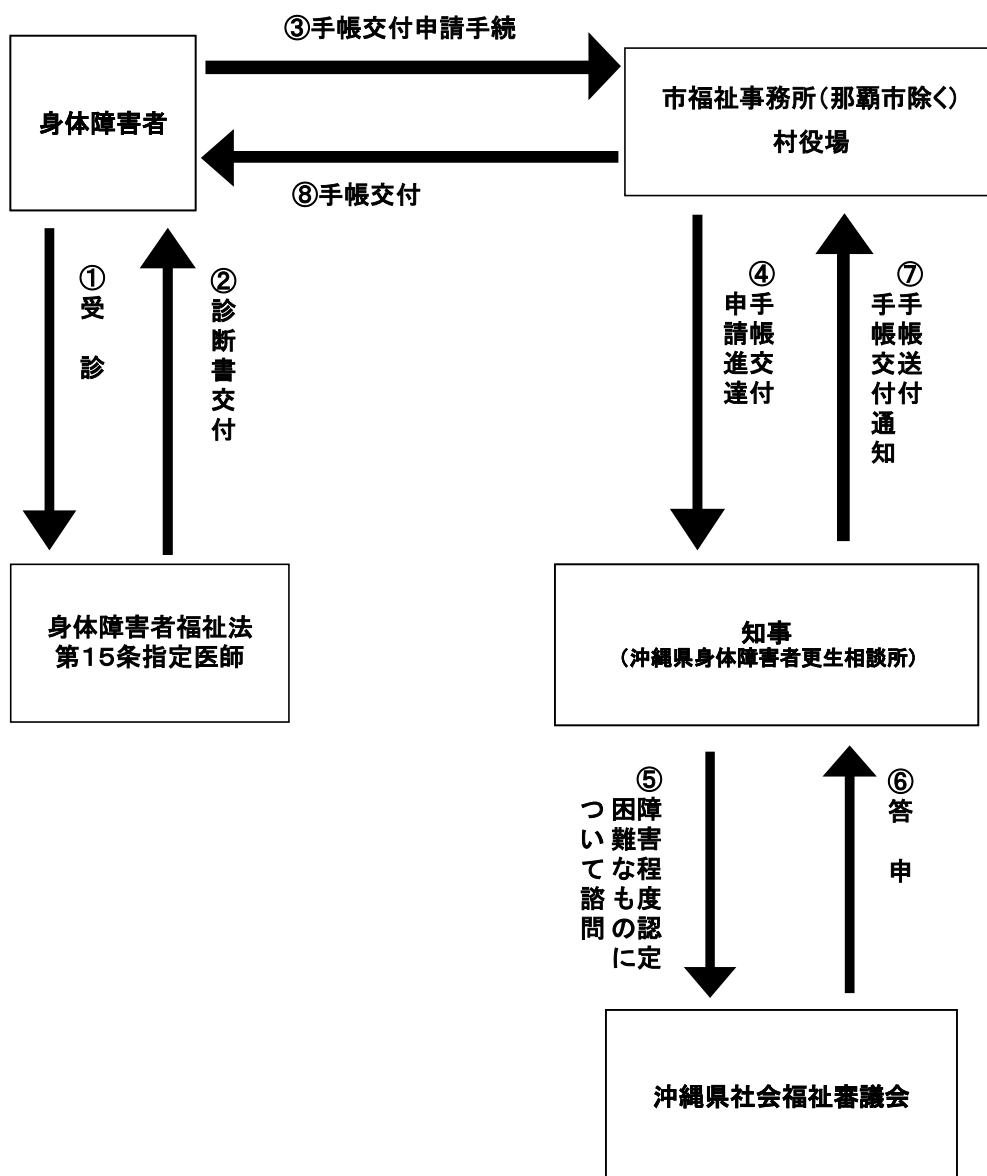 ③手帳交付申請手続
身体障害者
市福祉事務所（那覇市除く）
村役場
⑧手帳交付
①受診
②診断書交付
④手帳交付
申請進達
⑦手帳送付
手帳交付通知
身体障害者福祉法
第15条指定医師
知事
（沖縄県身体障害者更生相談所）
⑤障害程度認定
困難なものに
ついて諮問
⑥答申
沖縄県社会福祉審議会